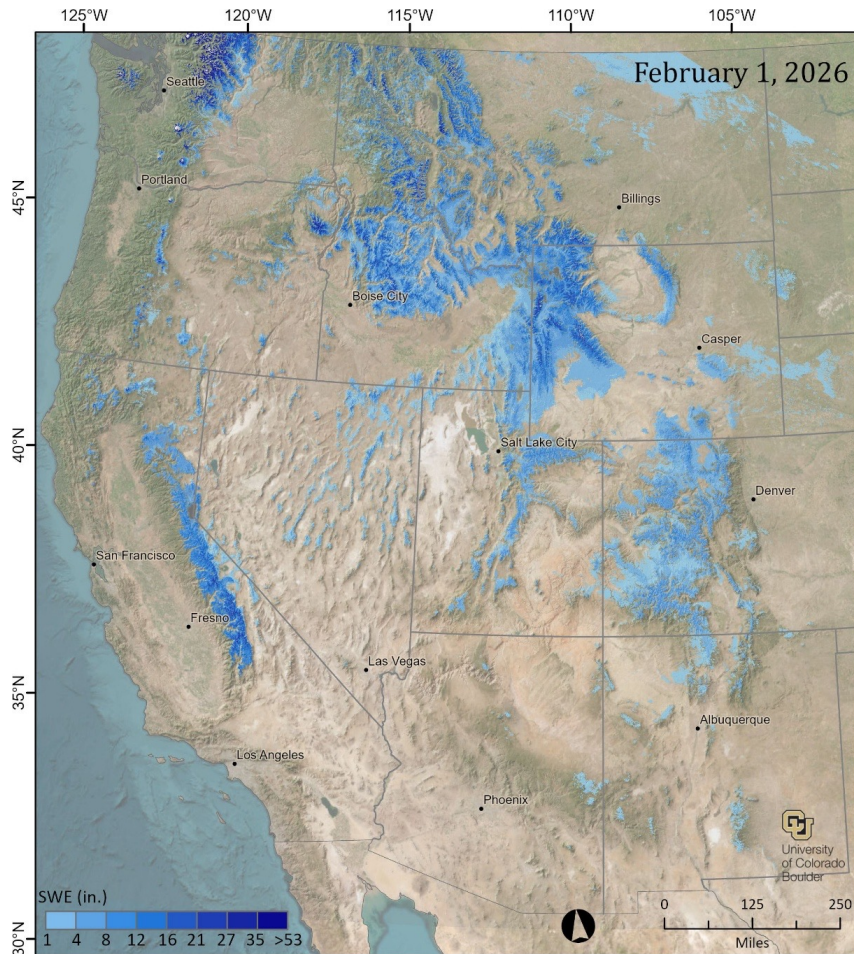 125°W 120°W 115°W 110°W 105°W
February 1, 2026
Seattle
45°N
Portland
Billings
Boise City
Casper
40°N
Salt Lake City
Denver
San Francisco
Fresno
Las Vegas
35°N
Albuquerque
Los Angeles
Phoenix
CU
University
of Colorado
Boulder
SWE (in.)
1 4 8 12 16 21 27 35 >53
0 125 250
Miles
30°N